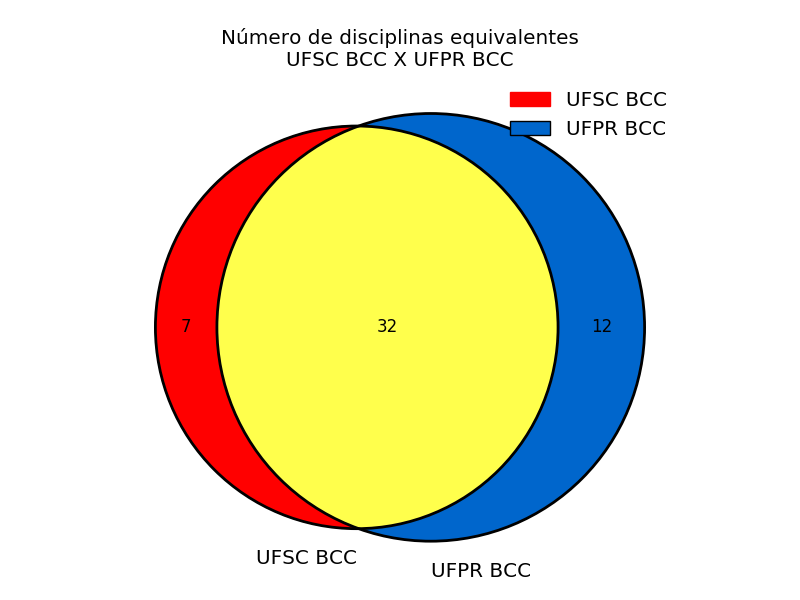 Número de disciplinas equivalentes
UFSC BCC X UFPR BCC
UFSC BCC
UFPR BCC
7
32
12
UFSC BCC
UFPR BCC